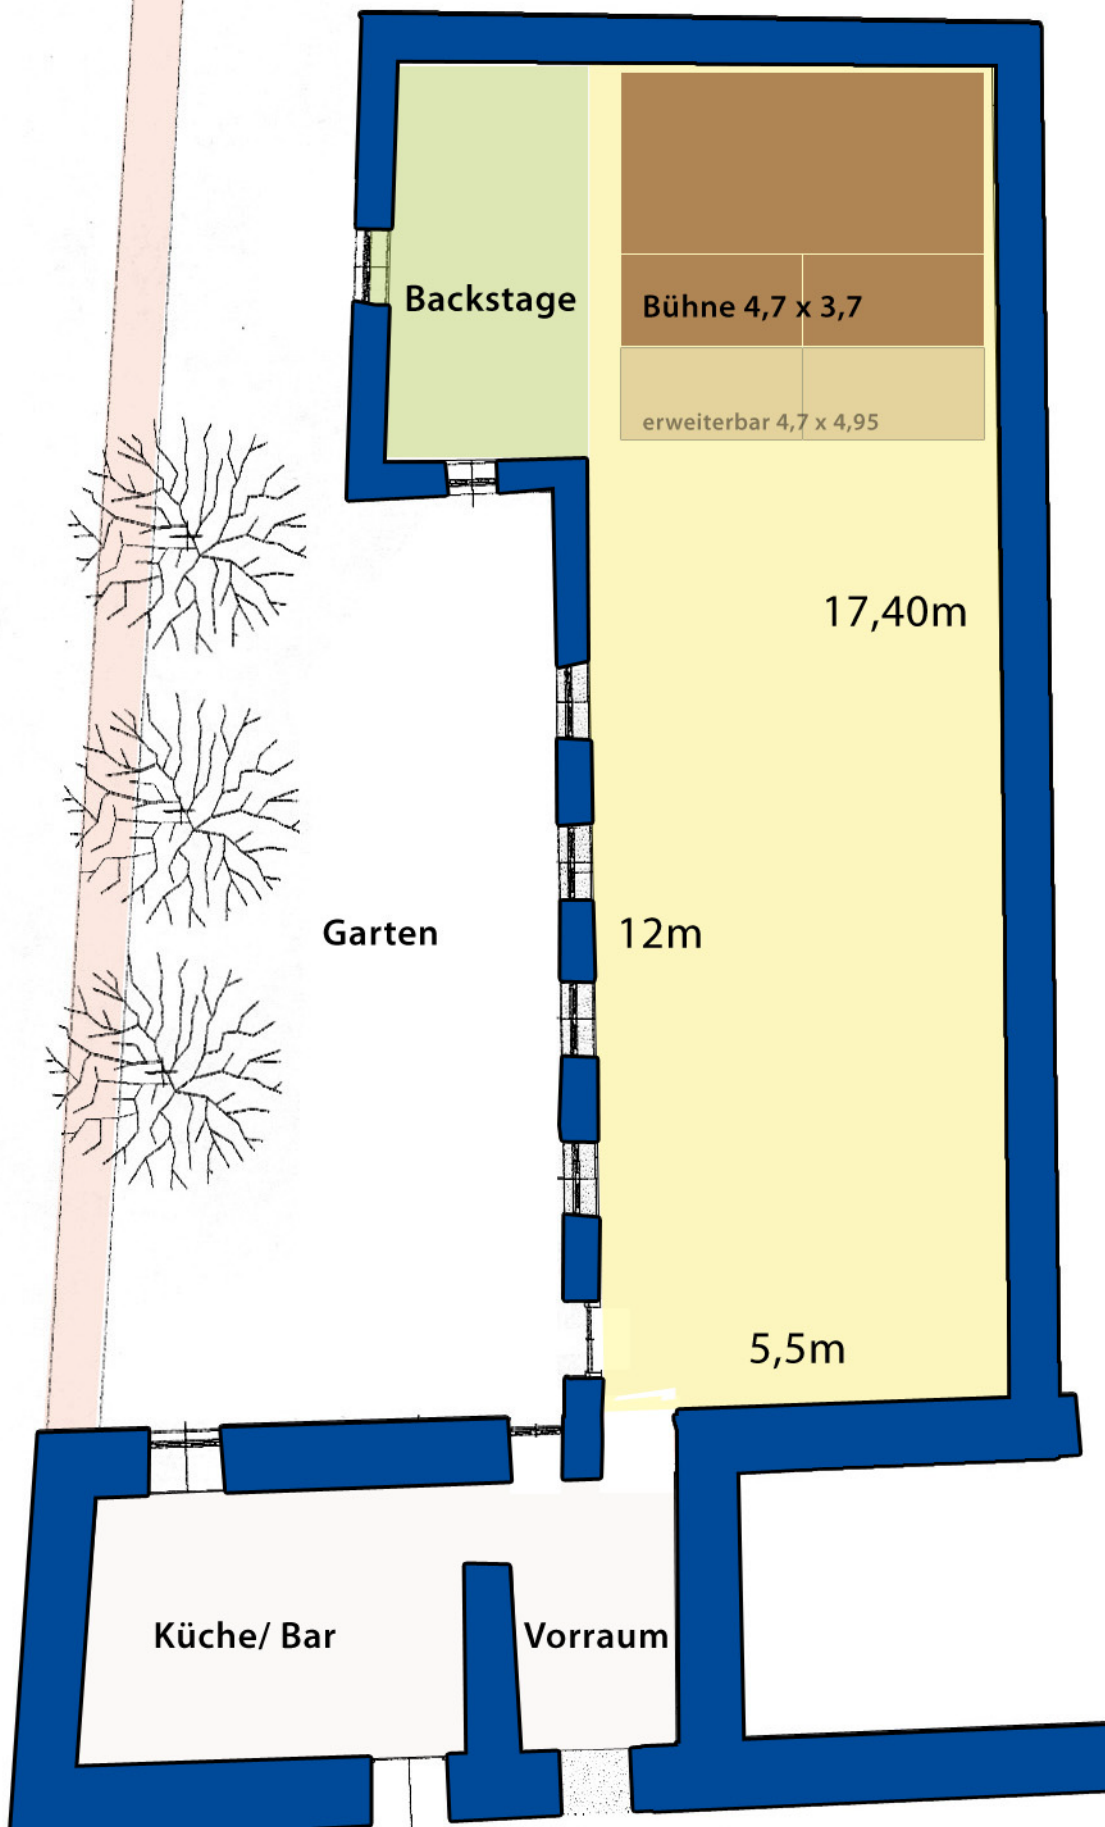 Backstage
Bühne 4,7 x 3,7
erweiterbar 4,7 x 4,95
17,40m
Garten
12m
5,5m
Küche/ Bar
Vorraum